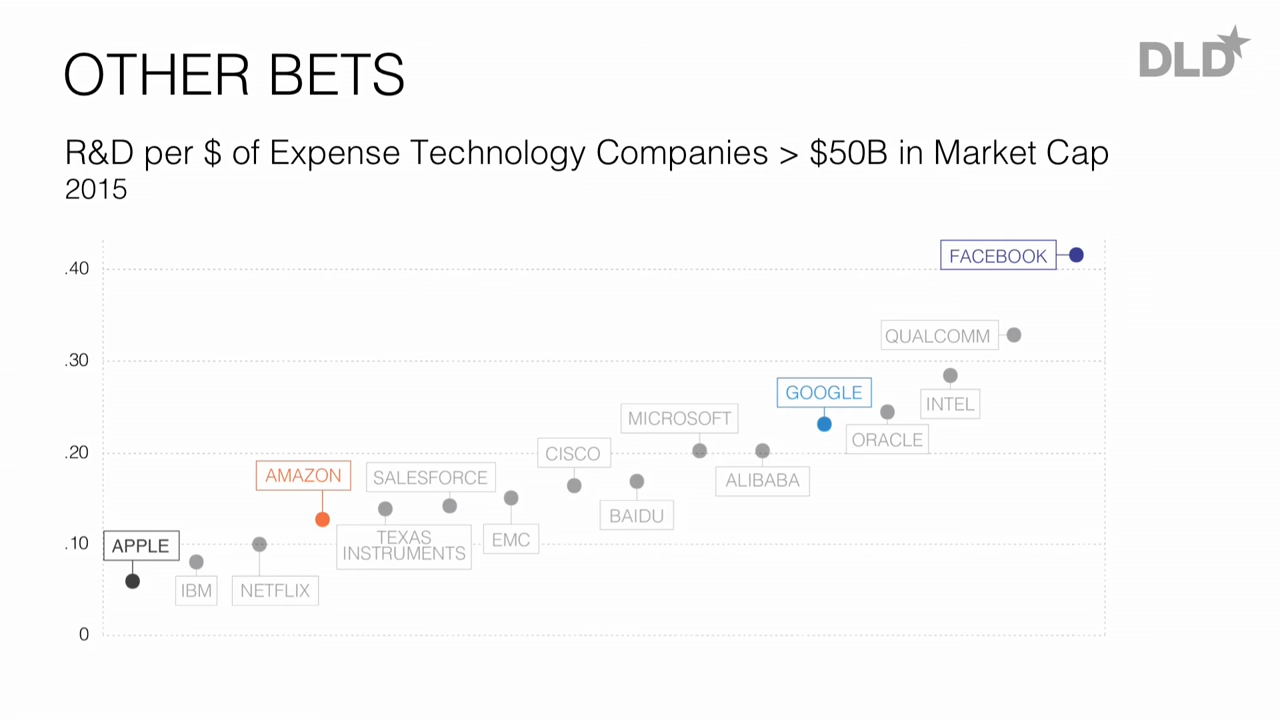 OTHER BETS
DLD
R&D per $ of Expense Technology Companies > $50B in Market Cap
2015
FACEBOOK
.40
QUALCOMM
.30
GOOGLE
INTEL
MICROSOFT
ORACLE
.20
CISCO
AMAZON
SALESFORCE
ALIBABA
BAIDU
TEXAS
INSTRUMENTS
EMC
.10
APPLE
IBM
NETFLIX
0